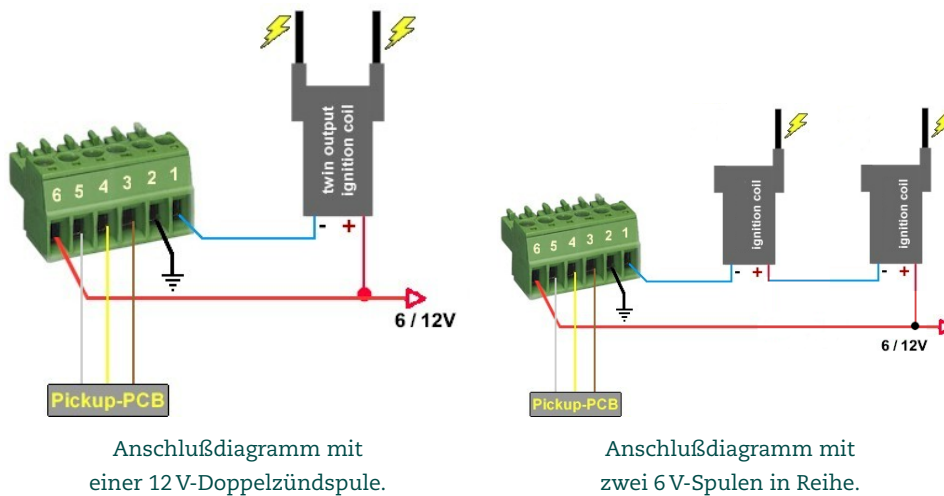 twin output
ignition coil
6 5 4 3 2 1
- +
6 / 12V
Pickup-PCB
Anschlußdiagramm mit
einer 12 V-Doppelzündspule.
ignition coil
ignition coil
6 5 4 3 2 1
- +
- +
6 / 12V
Pickup-PCB
Anschlußdiagramm mit
zwei 6 V-Spulen in Reihe.